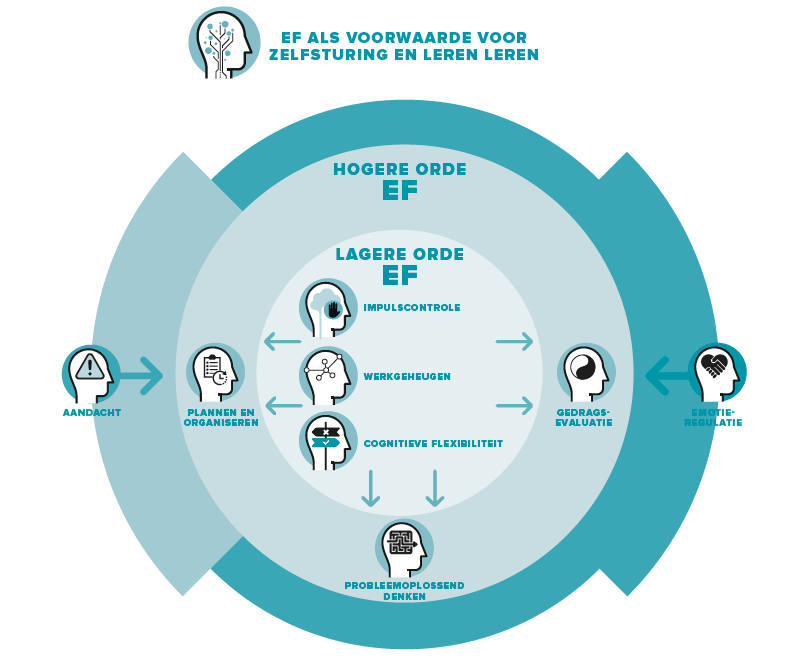 EF ALS VOORWAARDE VOOR
ZELFSTURING EN LEREN LEREN
HOGERE ORDE
EF
LAGERE ORDE
EF
IMPULSCONTROLE
WERKGEHEUGEN
COGNITIEVE FLEXIBILITEIT
AANDACHT
PLANNEN EN
ORGANISEREN
GEDRAGS-
EVALUATIE
EMOTIE-
REGULATIE
PROBLEEMOPLOSSEND
DENKEN